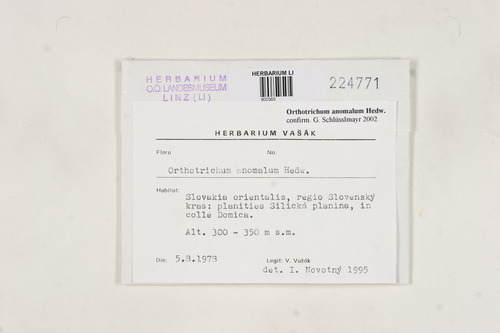 HERBARIUM
O.Ö. LANDESMUSEUM
LINZ (LI)
HERBARIUM LI
224771
Orthotrichum anomalum Hedw.
confirm. G. Schlüsslmayr 2002
HERBARIUM VAŠÁK
Flora No.
Orthotrichum anomalum Hedw.
Habitat:
Slovakia orientalis, regio Slovenský
kras: planities Silická planina, in
colle Domica.
Alt. 300 - 350 m s.m.
Die: 5.8.1978 Legit: V. Vašák
det. I. Novotný 1995